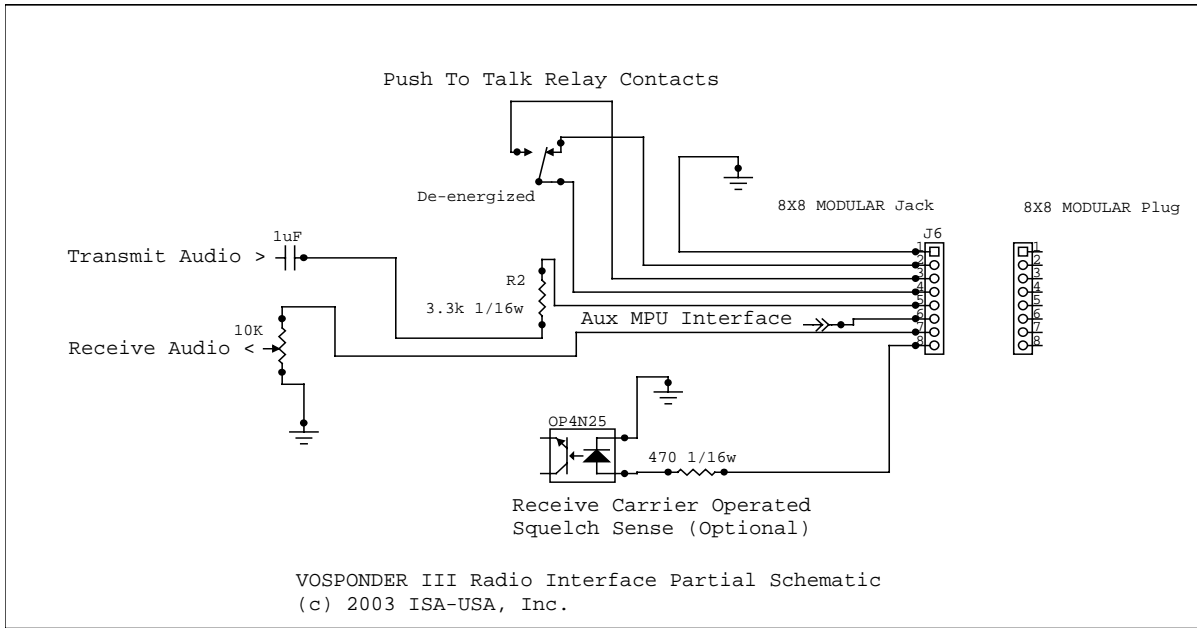 Push To Talk Relay Contacts
De-energized
8X8 MODULAR Jack
8X8 MODULAR Plug
J6
1
2
3
4
5
6
7
8
1
2
3
4
5
6
7
8
1uF
Transmit Audio >
R2
3.3k 1/16w
Aux MPU Interface
10K
Receive Audio <
OP4N25
470 1/16w
Receive Carrier Operated
Squelch Sense (Optional)
VOSPONDER III Radio Interface Partial Schematic
(c) 2003 ISA-USA, Inc.